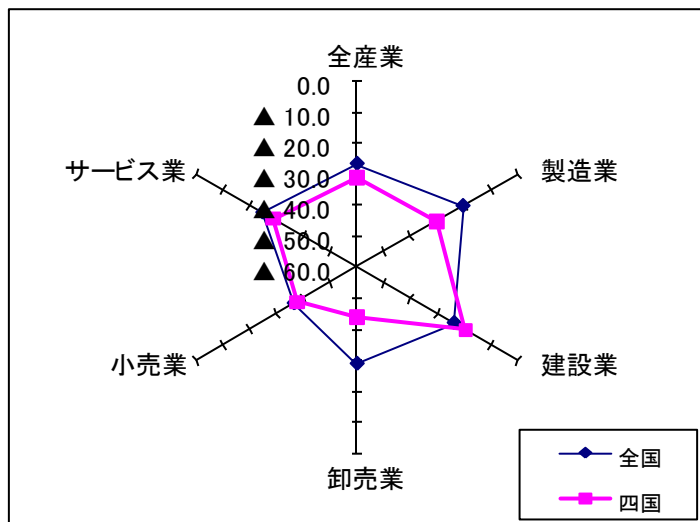 全産業
0.0
▲ 10.0
▲ 20.0
▲ 30.0
▲ 40.0
▲ 50.0
▲ 60.0
サービス業
製造業
小売業
建設業
卸売業
全国
四国